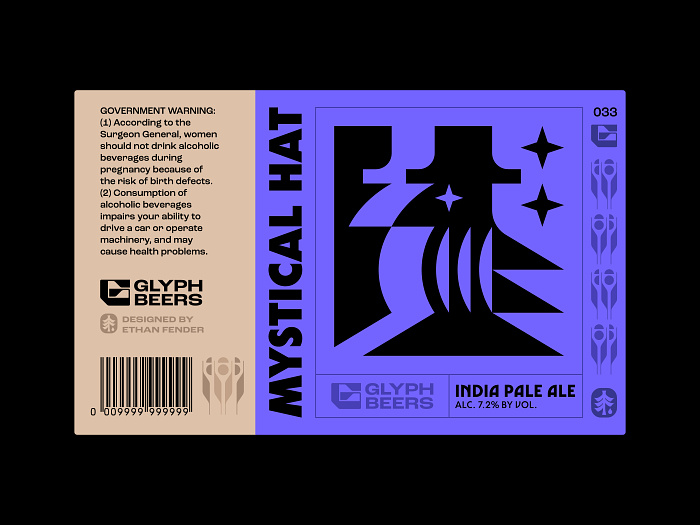 GOVERNMENT WARNING:
(1) According to the
Surgeon General, women
should not drink alcoholic
beverages during
pregnancy because of
the risk of birth defects.
(2) Consumption of
alcoholic beverages
impairs your ability to
drive a car or operate
machinery, and may
cause health problems.
GLYPH
BEERS
DESIGNED BY
ETHAN FENDER
0 009999 999999
MYSTICAL HAT
GLYPH
BEERS
INDIA PALE ALE
ALC. 7.2% BY VOL.
033